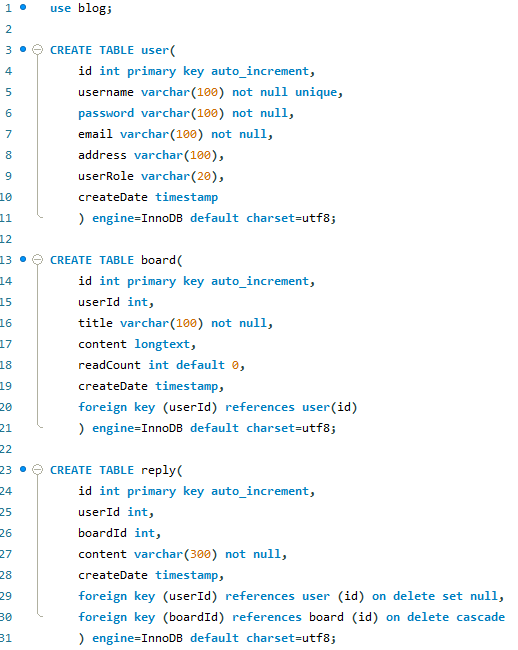 1 use blog;
2
3 CREATE TABLE user(
4 id int primary key auto_increment,
5 username varchar(100) not null unique,
6 password varchar(100) not null,
7 email varchar(100) not null,
8 address varchar(100),
9 userRole varchar(20),
10 createDate timestamp
11 ) engine=InnoDB default charset=utf8;
12
13 CREATE TABLE board(
14 id int primary key auto_increment,
15 userId int,
16 title varchar(100) not null,
17 content longtext,
18 readCount int default 0,
19 createDate timestamp,
20 foreign key (userId) references user(id)
21 ) engine=InnoDB default charset=utf8;
22
23 CREATE TABLE reply(
24 id int primary key auto_increment,
25 userId int,
26 boardId int,
27 content varchar(300) not null,
28 createDate timestamp,
29 foreign key (userId) references user (id) on delete set null,
30 foreign key (boardId) references board (id) on delete cascade
31 ) engine=InnoDB default charset=utf8;